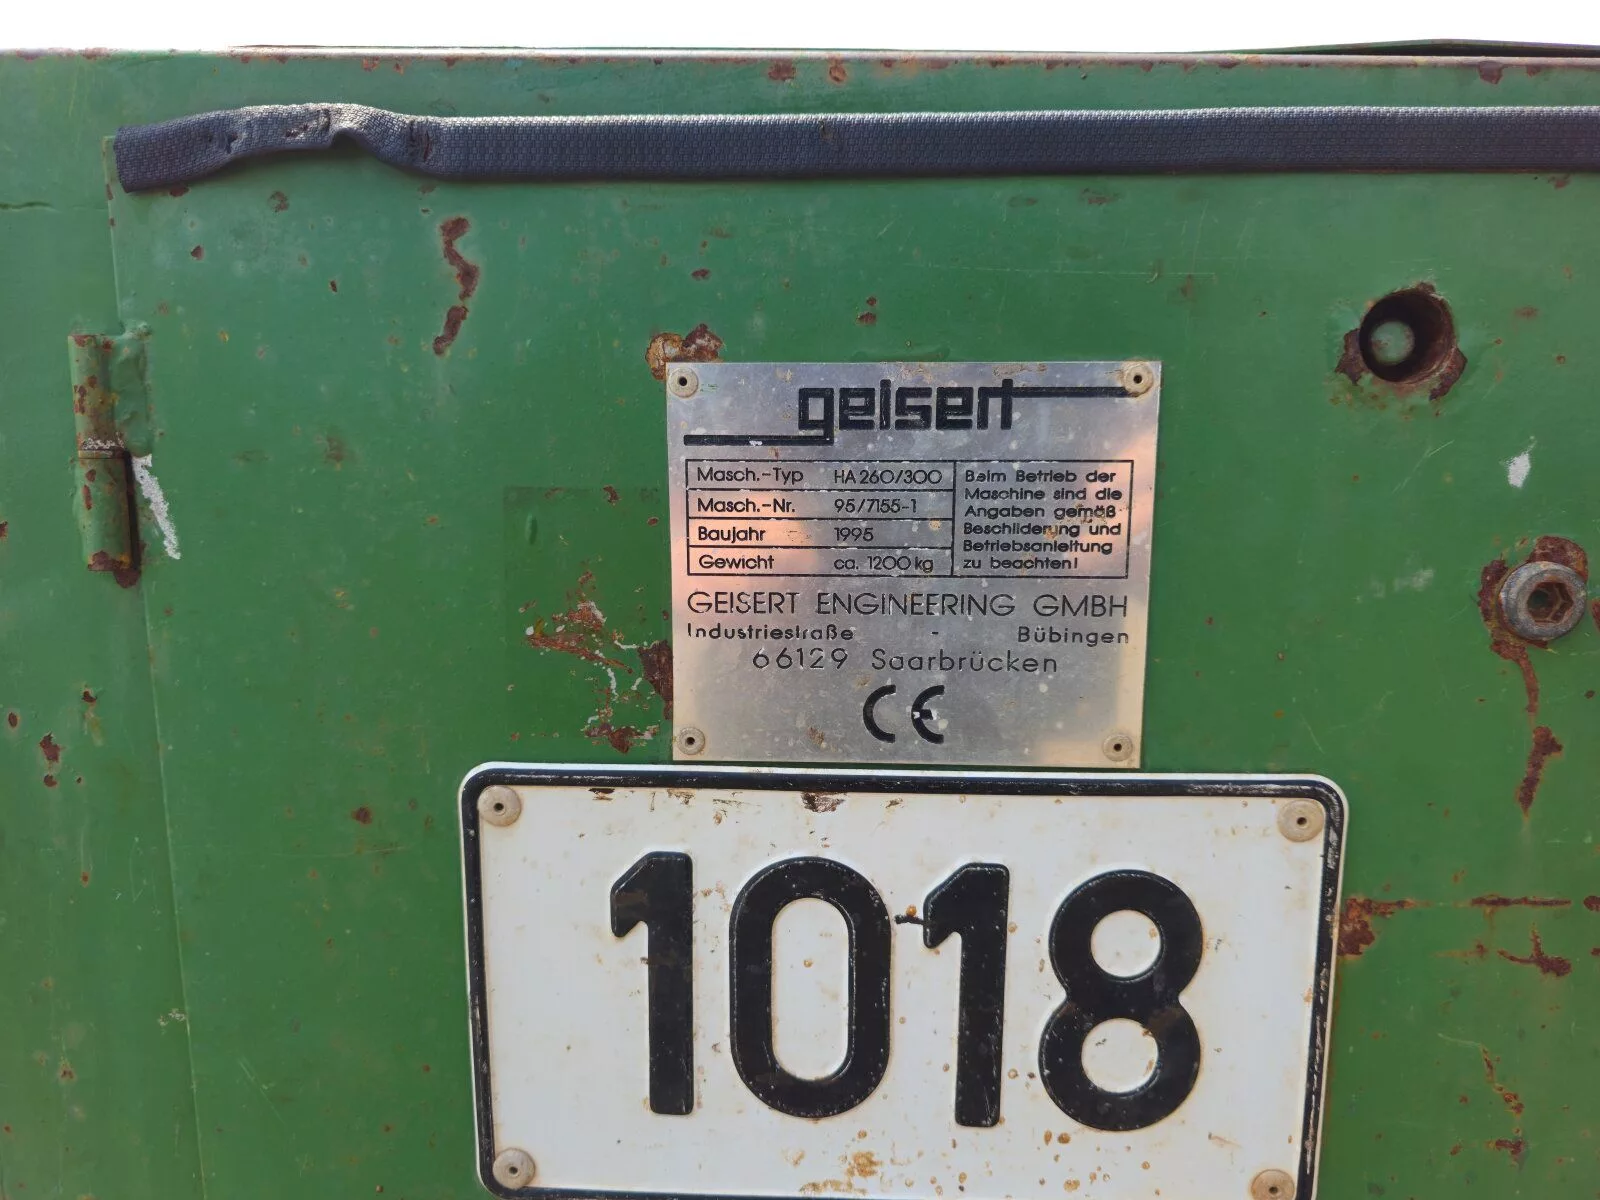 geisert
Masch.-Typ HA 260/300
Masch.-Nr. 95/7155-1
Baujahr 1995
Gewicht ca. 1200 kg
Beim Betrieb der
Maschine sind die
Angaben gemäß
Beschilderung und
Betriebsanleitung
zu beachten!
GEISERT ENGINEERING GMBH
Industriestraße - Bübingen
66129 Saarbrücken
CE
1018